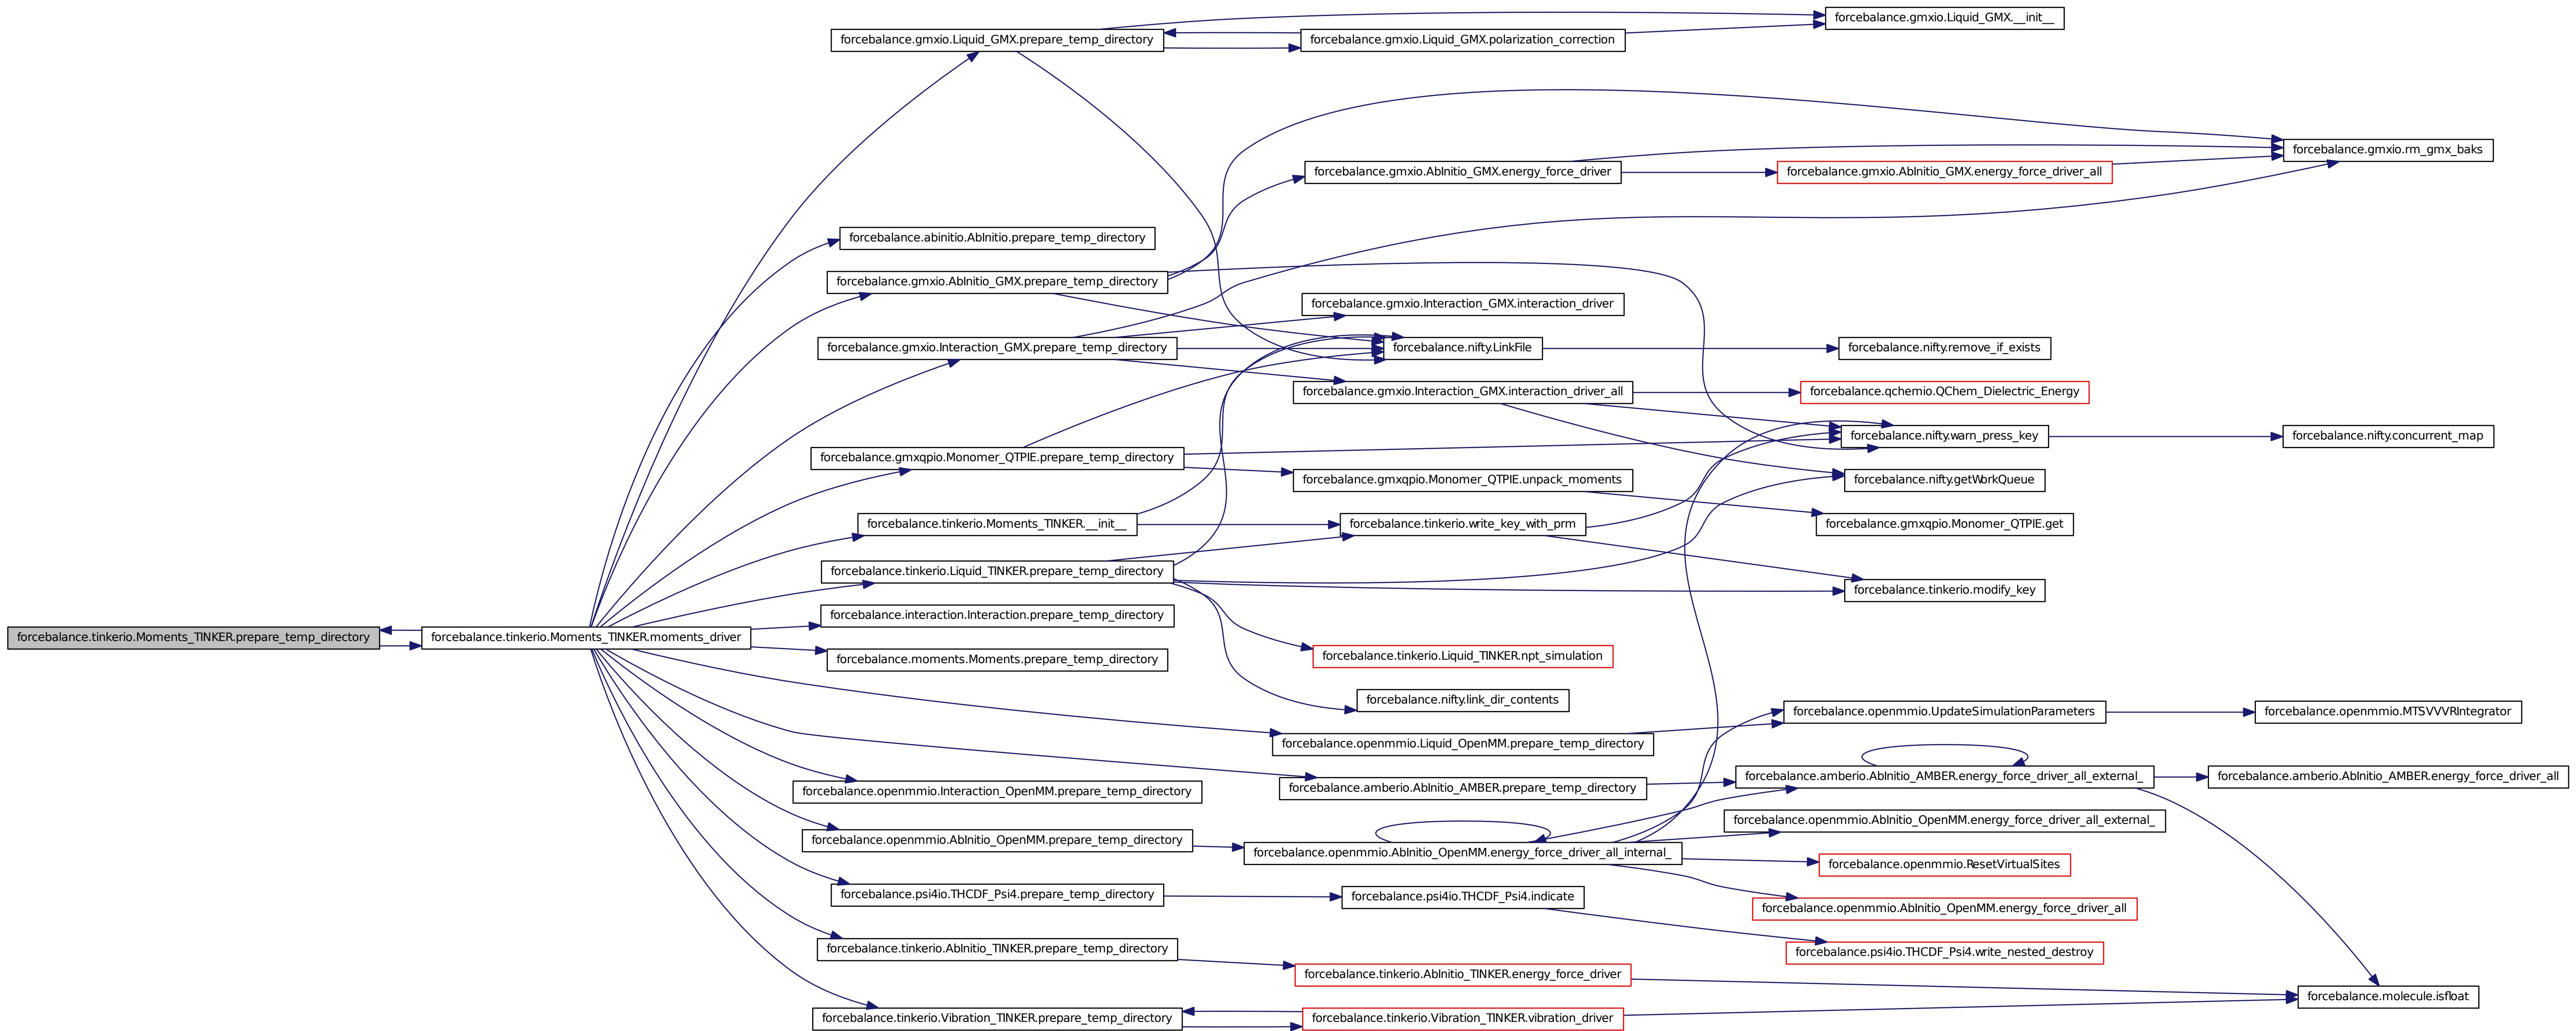 forcebalance.gmxio.Liquid_GMX.__init__
forcebalance.gmxio.Liquid_GMX.prepare_temp_directory
forcebalance.gmxio.Liquid_GMX.polarization_correction
forcebalance.gmxio.rm_gmx_baks
forcebalance.gmxio.AbInitio_GMX.energy_force_driver
forcebalance.gmxio.AbInitio_GMX.energy_force_driver_all
forcebalance.abinitio.AbInitio.prepare_temp_directory
forcebalance.gmxio.AbInitio_GMX.prepare_temp_directory
forcebalance.gmxio.Interaction_GMX.interaction_driver
forcebalance.gmxio.Interaction_GMX.prepare_temp_directory
forcebalance.nifty.LinkFile
forcebalance.nifty.remove_if_exists
forcebalance.gmxio.Interaction_GMX.interaction_driver_all
forcebalance.qchemio.QChem_Dielectric_Energy
forcebalance.nifty.warn_press_key
forcebalance.nifty.concurrent_map
forcebalance.gmxqpio.Monomer_QTPIE.prepare_temp_directory
forcebalance.gmxqpio.Monomer_QTPIE.unpack_moments
forcebalance.nifty.getWorkQueue
forcebalance.tinkerio.Moments_TINKER.__init__
forcebalance.tinkerio.write_key_with_prm
forcebalance.gmxqpio.Monomer_QTPIE.get
forcebalance.tinkerio.Liquid_TINKER.prepare_temp_directory
forcebalance.tinkerio.modify_key
forcebalance.interaction.Interaction.prepare_temp_directory
forcebalance.tinkerio.Moments_TINKER.prepare_temp_directory
forcebalance.tinkerio.Moments_TINKER.moments_driver
forcebalance.moments.Moments.prepare_temp_directory
forcebalance.tinkerio.Liquid_TINKER.npt_simulation
forcebalance.nifty.link_dir_contents
forcebalance.openmmio.UpdateSimulationParameters
forcebalance.openmmio.MTSVVVRIntegrator
forcebalance.openmmio.Liquid_OpenMM.prepare_temp_directory
forcebalance.amberio.AbInitio_AMBER.energy_force_driver_all_external_
forcebalance.amberio.AbInitio_AMBER.energy_force_driver_all
forcebalance.openmmio.Interaction_OpenMM.prepare_temp_directory
forcebalance.amberio.AbInitio_AMBER.prepare_temp_directory
forcebalance.openmmio.AbInitio_OpenMM.energy_force_driver_all_external_
forcebalance.openmmio.AbInitio_OpenMM.prepare_temp_directory
forcebalance.openmmio.AbInitio_OpenMM.energy_force_driver_all_internal_
forcebalance.openmmio.ResetVirtualSites
forcebalance.psi4io.THCDF_Psi4.prepare_temp_directory
forcebalance.psi4io.THCDF_Psi4.indicate
forcebalance.openmmio.AbInitio_OpenMM.energy_force_driver_all
forcebalance.tinkerio.AbInitio_TINKER.prepare_temp_directory
forcebalance.psi4io.THCDF_Psi4.write_nested_destroy
forcebalance.tinkerio.AbInitio_TINKER.energy_force_driver
forcebalance.molecule.isfloat
forcebalance.tinkerio.Vibration_TINKER.prepare_temp_directory
forcebalance.tinkerio.Vibration_TINKER.vibration_driver